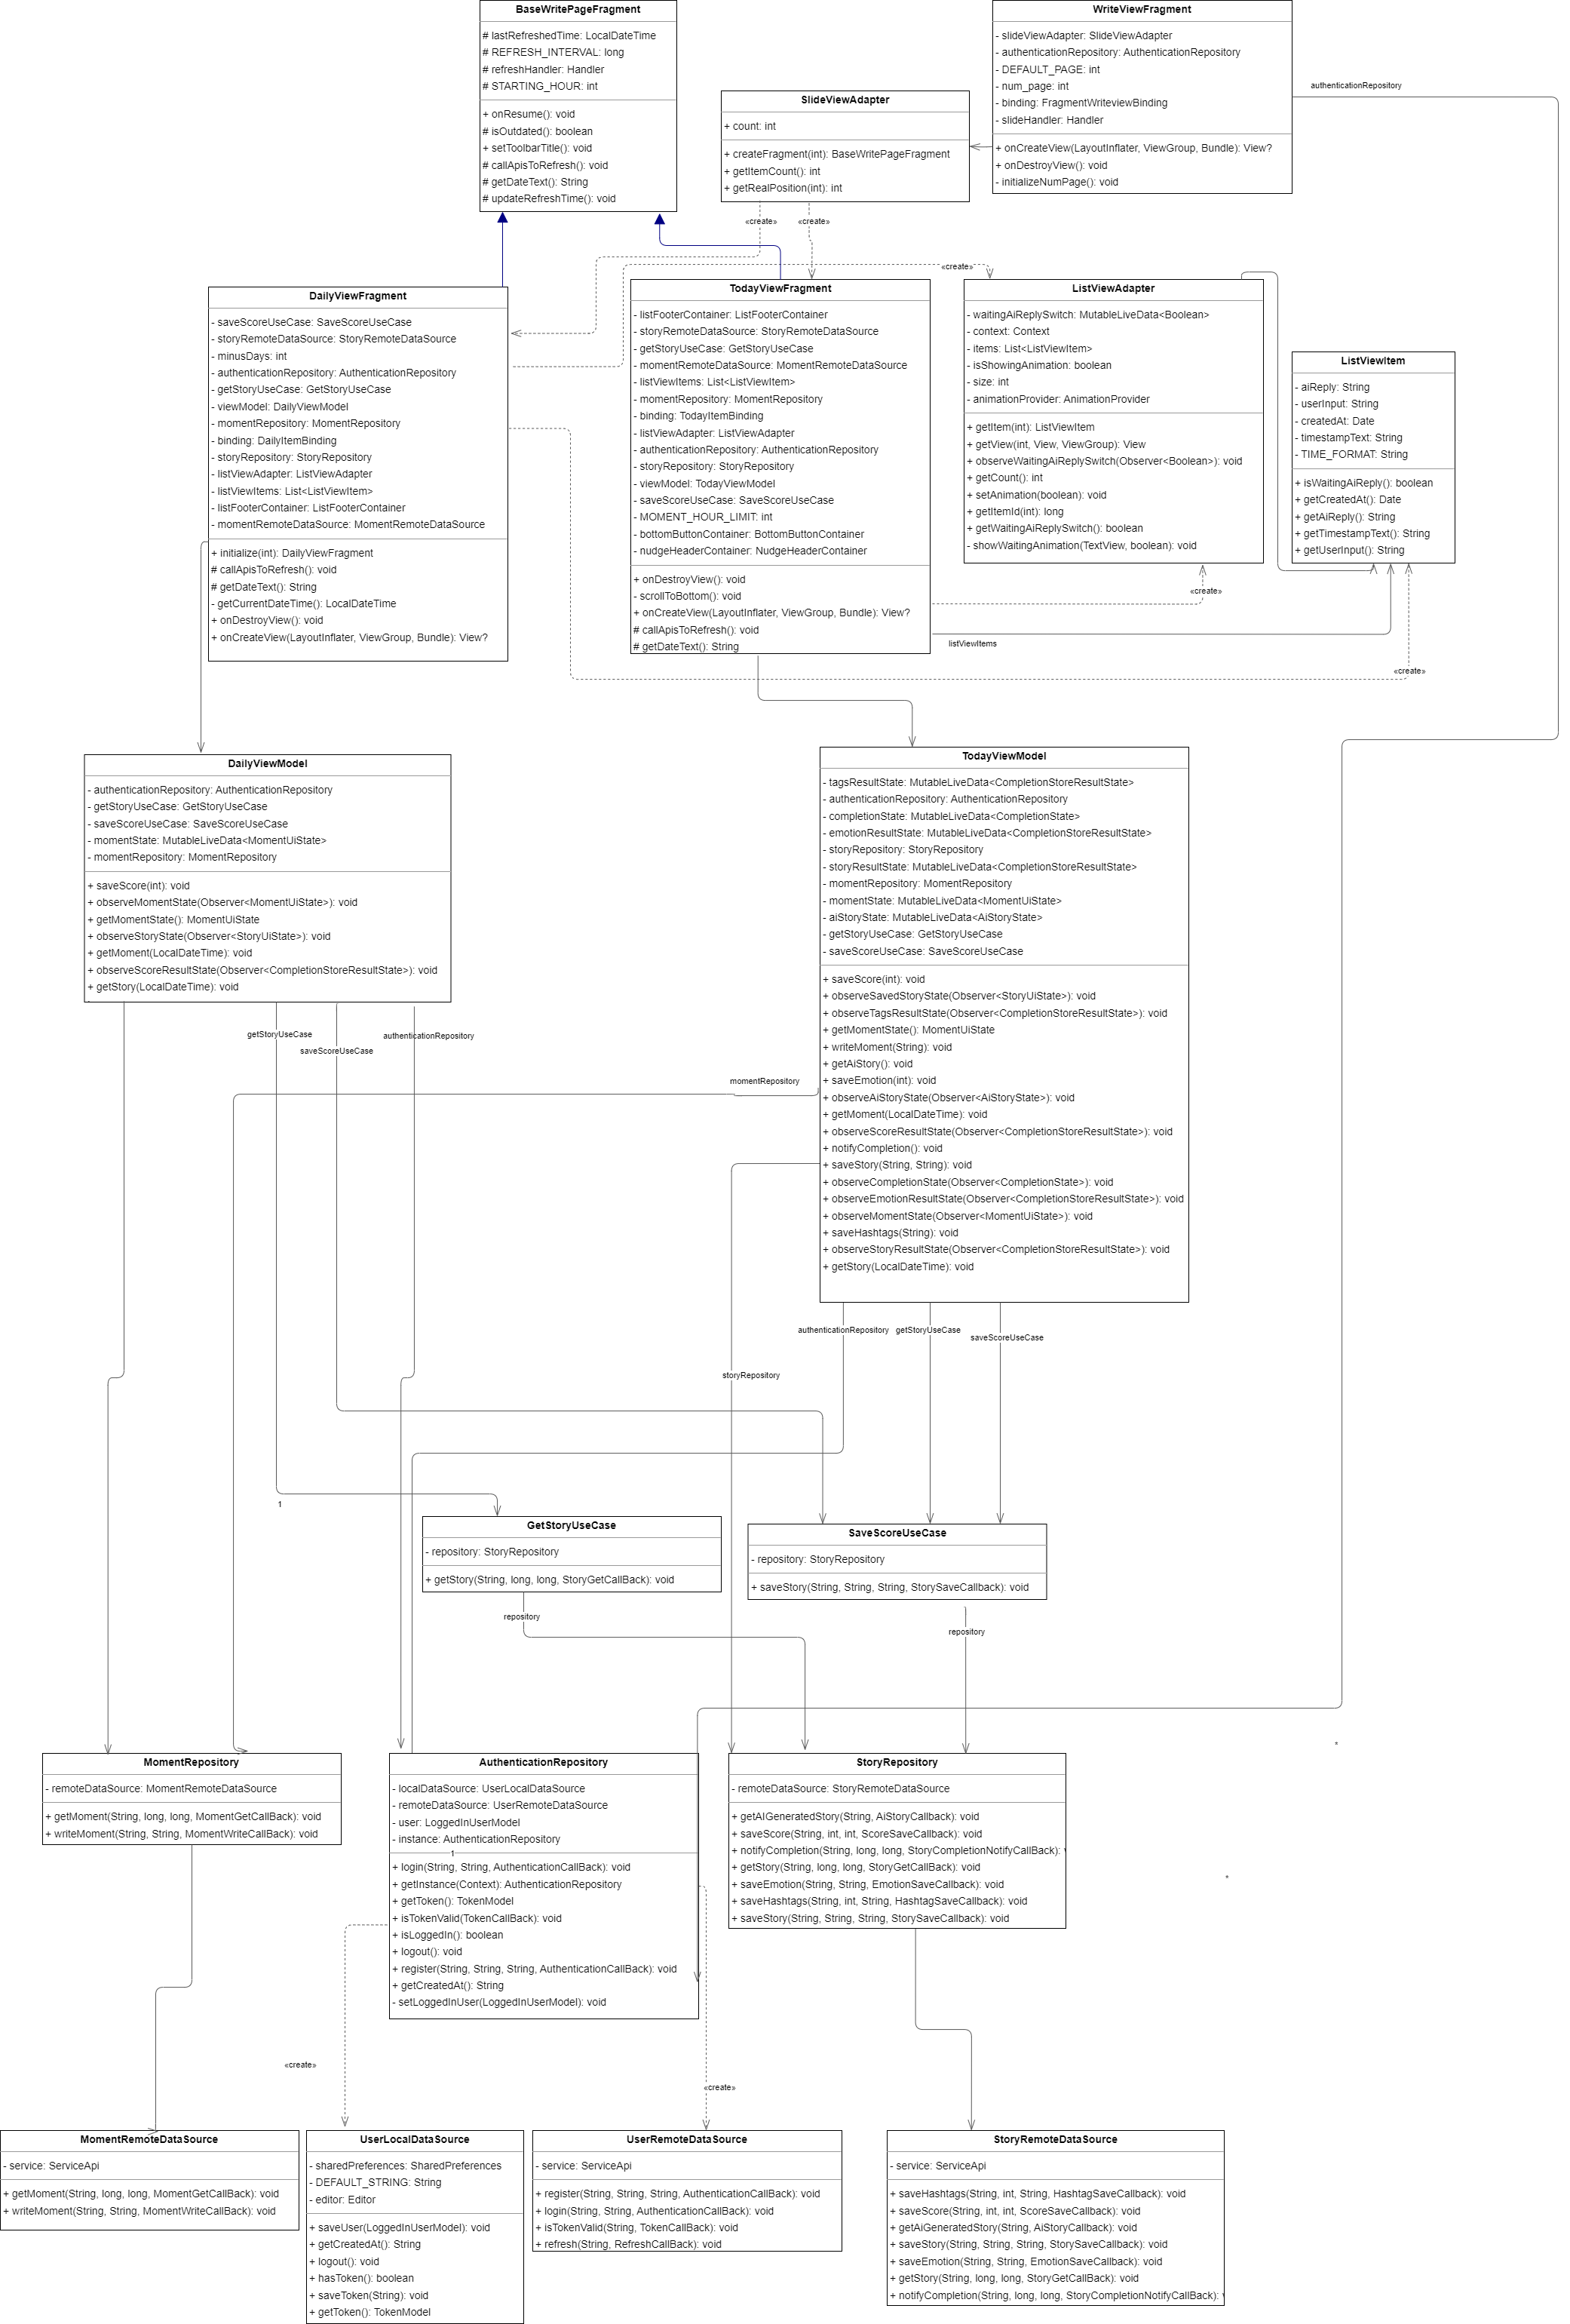 BaseWritePageFragment
# lastRefreshedTime: LocalDateTime
# REFRESH_INTERVAL: long
# refreshHandler: Handler
# STARTING_HOUR: int
+ onResume(): void
# isOutdated(): boolean
+ setToolbarTitle(): void
# callApisToRefresh(): void
# getDateText(): String
# updateRefreshTime(): void
SlideViewAdapter
+ count: int
+ createFragment(int): BaseWritePageFragment
+ getItemCount(): int
+ getRealPosition(int): int
WriteViewFragment
- slideViewAdapter: SlideViewAdapter
- authenticationRepository: AuthenticationRepository
- DEFAULT_PAGE: int
- num_page: int
- binding: FragmentWriteviewBinding
- slideHandler: Handler
+ onCreateView(LayoutInflater, ViewGroup, Bundle): View?
+ onDestroyView(): void
- initializeNumPage(): void
authenticationRepository
«create»
«create»
«create»
DailyViewFragment
- saveScoreUseCase: SaveScoreUseCase
- storyRemoteDataSource: StoryRemoteDataSource
- minusDays: int
- authenticationRepository: AuthenticationRepository
- getStoryUseCase: GetStoryUseCase
- viewModel: DailyViewModel
- momentRepository: MomentRepository
- binding: DailyItemBinding
- storyRepository: StoryRepository
- listViewAdapter: ListViewAdapter
- listViewItems: List<ListViewItem>
- listFooterContainer: ListFooterContainer
- momentRemoteDataSource: MomentRemoteDataSource
+ initialize(int): DailyViewFragment
# callApisToRefresh(): void
# getDateText(): String
- getCurrentDateTime(): LocalDateTime
+ onDestroyView(): void
+ onCreateView(LayoutInflater, ViewGroup, Bundle): View?
TodayViewFragment
- listFooterContainer: ListFooterContainer
- storyRemoteDataSource: StoryRemoteDataSource
- getStoryUseCase: GetStoryUseCase
- momentRemoteDataSource: MomentRemoteDataSource
- listViewItems: List<ListViewItem>
- momentRepository: MomentRepository
- binding: TodayItemBinding
- listViewAdapter: ListViewAdapter
- authenticationRepository: AuthenticationRepository
- storyRepository: StoryRepository
- viewModel: TodayViewModel
- saveScoreUseCase: SaveScoreUseCase
- MOMENT_HOUR_LIMIT: int
- bottomButtonContainer: BottomButtonContainer
- nudgeHeaderContainer: NudgeHeaderContainer
+ onDestroyView(): void
- scrollToBottom(): void
+ onCreateView(LayoutInflater, ViewGroup, Bundle): View?
# callApisToRefresh(): void
# getDateText(): String
ListViewAdapter
- waitingAiReplySwitch: MutableLiveData<Boolean>
- context: Context
- items: List<ListViewItem>
- isShowingAnimation: boolean
- size: int
- animationProvider: AnimationProvider
+ getItem(int): ListViewItem
+ getView(int, View, ViewGroup): View
+ observeWaitingAiReplySwitch(Observer<Boolean>): void
+ getCount(): int
+ setAnimation(boolean): void
+ getItemId(int): long
+ getWaitingAiReplySwitch(): boolean
- showWaitingAnimation(TextView, boolean): void
ListViewItem
- aiReply: String
- userInput: String
- createdAt: Date
- timestampText: String
- TIME_FORMAT: String
+ isWaitingAiReply(): boolean
+ getCreatedAt(): Date
+ getAiReply(): String
+ getTimestampText(): String
+ getUserInput(): String
«create»
listViewItems
«create»
DailyViewModel
- authenticationRepository: AuthenticationRepository
- getStoryUseCase: GetStoryUseCase
- saveScoreUseCase: SaveScoreUseCase
- momentState: MutableLiveData<MomentUiState>
- momentRepository: MomentRepository
+ saveScore(int): void
+ observeMomentState(Observer<MomentUiState>): void
+ getMomentState(): MomentUiState
+ observeStoryState(Observer<StoryUiState>): void
+ getMoment(LocalDateTime): void
+ observeScoreResultState(Observer<CompletionStoreResultState>): void
+ getStory(LocalDateTime): void
TodayViewModel
- tagsResultState: MutableLiveData<CompletionStoreResultState>
- authenticationRepository: AuthenticationRepository
- completionState: MutableLiveData<CompletionState>
- emotionResultState: MutableLiveData<CompletionStoreResultState>
- storyRepository: StoryRepository
- storyResultState: MutableLiveData<CompletionStoreResultState>
- momentRepository: MomentRepository
- momentState: MutableLiveData<MomentUiState>
- aiStoryState: MutableLiveData<AiStoryState>
- getStoryUseCase: GetStoryUseCase
- saveScoreUseCase: SaveScoreUseCase
+ saveScore(int): void
+ observeSavedStoryState(Observer<StoryUiState>): void
+ observeTagsResultState(Observer<CompletionStoreResultState>): void
+ getMomentState(): MomentUiState
+ writeMoment(String): void
+ getAiStory(): void
+ saveEmotion(int): void
+ observeAiStoryState(Observer<AiStoryState>): void
+ getMoment(LocalDateTime): void
+ observeScoreResultState(Observer<CompletionStoreResultState>): void
+ notifyCompletion(): void
+ saveStory(String, String): void
+ observeCompletionState(Observer<CompletionState>): void
+ observeEmotionResultState(Observer<CompletionStoreResultState>): void
+ observeMomentState(Observer<MomentUiState>): void
+ saveHashtags(String): void
+ observeStoryResultState(Observer<CompletionStoreResultState>): void
+ getStory(LocalDateTime): void
getStoryUseCase
saveScoreUseCase
authenticationRepository
momentRepository
authenticationRepository
getStoryUseCase
saveScoreUseCase
storyRepository
1
GetStoryUseCase
- repository: StoryRepository
+ getStory(String, long, long, StoryGetCallBack): void
SaveScoreUseCase
- repository: StoryRepository
+ saveStory(String, String, String, StorySaveCallback): void
repository
repository
*
MomentRepository
- remoteDataSource: MomentRemoteDataSource
+ getMoment(String, long, long, MomentGetCallBack): void
+ writeMoment(String, String, MomentWriteCallBack): void
AuthenticationRepository
- localDataSource: UserLocalDataSource
- remoteDataSource: UserRemoteDataSource
- user: LoggedInUserModel
- instance: AuthenticationRepository
1
+ login(String, String, AuthenticationCallBack): void
+ getInstance(Context): AuthenticationRepository
+ getToken(): TokenModel
+ isTokenValid(TokenCallBack): void
+ isLoggedIn(): boolean
+ logout(): void
+ register(String, String, String, AuthenticationCallBack): void
+ getCreatedAt(): String
- setLoggedInUser(LoggedInUserModel): void
StoryRepository
- remoteDataSource: StoryRemoteDataSource
+ getAIGeneratedStory(String, AiStoryCallback): void
+ saveScore(String, int, int, ScoreSaveCallback): void
+ notifyCompletion(String, long, long, StoryCompletionNotifyCallBack):
+ getStory(String, long, long, StoryGetCallBack): void
+ saveEmotion(String, String, EmotionSaveCallback): void
+ saveHashtags(String, int, String, HashtagSaveCallback): void
+ saveStory(String, String, String, StorySaveCallback): void
*
«create»
«create»
MomentRemoteDataSource
- service: ServiceApi
+ getMoment(String, long, long, MomentGetCallBack): void
+ writeMoment(String, String, MomentWriteCallBack): void
UserLocalDataSource
- sharedPreferences: SharedPreferences
- DEFAULT_STRING: String
- editor: Editor
+ saveUser(LoggedInUserModel): void
+ getCreatedAt(): String
+ logout(): void
+ hasToken(): boolean
+ saveToken(String): void
+ getToken(): TokenModel
UserRemoteDataSource
- service: ServiceApi
+ register(String, String, String, AuthenticationCallBack): void
+ login(String, String, AuthenticationCallBack): void
+ isTokenValid(String, TokenCallBack): void
+ refresh(String, RefreshCallBack): void
StoryRemoteDataSource
- service: ServiceApi
+ saveHashtags(String, int, String, HashtagSaveCallback): void
+ saveScore(String, int, int, ScoreSaveCallback): void
+ getAiGeneratedStory(String, AiStoryCallback): void
+ saveStory(String, String, String, StorySaveCallback): void
+ saveEmotion(String, String, EmotionSaveCallback): void
+ getStory(String, long, long, StoryGetCallBack): void
+ notifyCompletion(String, long, long, StoryCompletionNotifyCallBack):